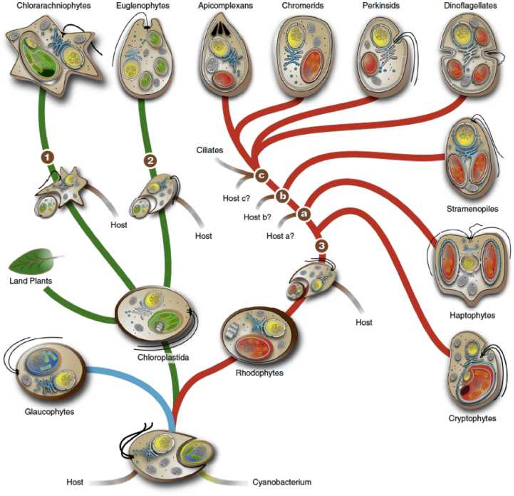 Chlorarachniophytes
Euglenophytes
Apicomplexans
Chromerids
Perkinsids
Dinoflagellates
1
2
Ciliates
c
b
Host c?
a
Host b?
Stramenopiles
Host
Host
Host a?
3
Land Plants
Haptophytes
Host
Chloroplastida
Rhodophytes
Glaucophytes
Cryptophytes
Host
Cyanobacterium